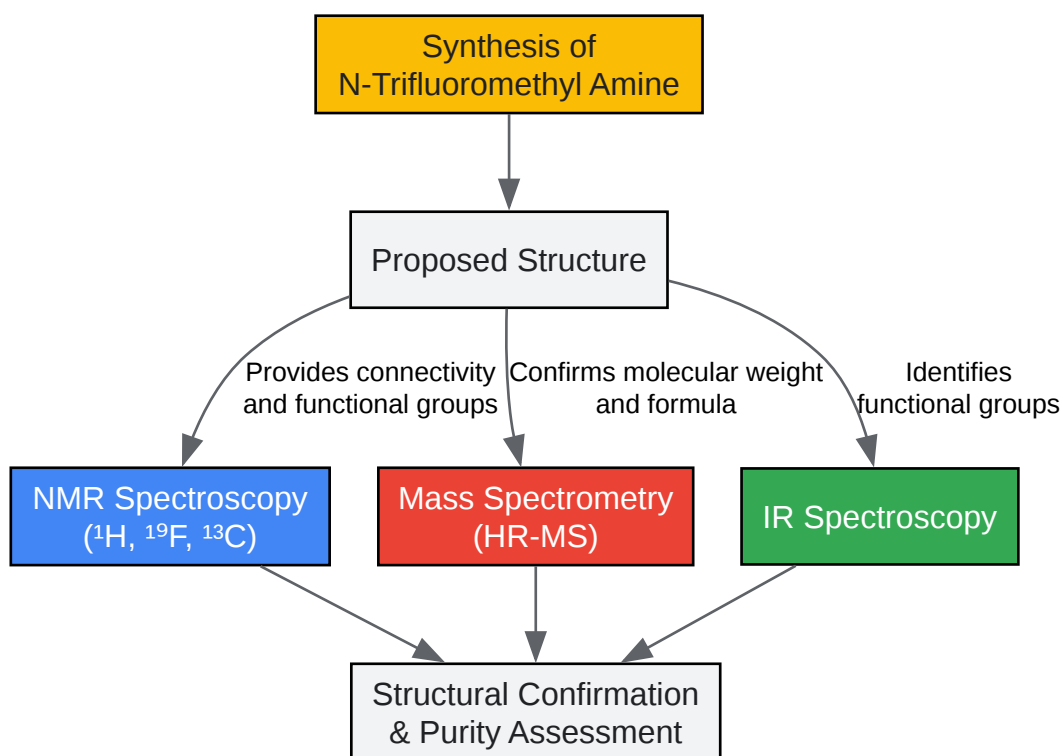 Synthesis of
N-Trifluoromethyl Amine
Proposed Structure
Provides connectivity
and functional groups
Confirms molecular weight
and formula
Identifies
functional groups
NMR Spectroscopy
(¹H, ¹⁹F, ¹³C)
Mass Spectrometry
(HR-MS)
IR Spectroscopy
Structural Confirmation
& Purity Assessment